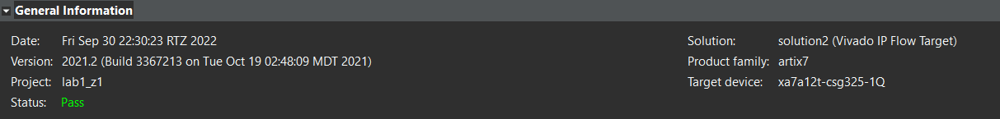 General Information
Date: Fri Sep 30 22:30:23 RTZ 2022 Solution: solution2 (Vivado IP Flow Target)
Version: 2021.2 (Build 3367213 on Tue Oct 19 02:48:09 MDT 2021) Product family: artix7
Project: lab1_z1 Target device: xa7a12t-csg325-1Q
Status: Pass